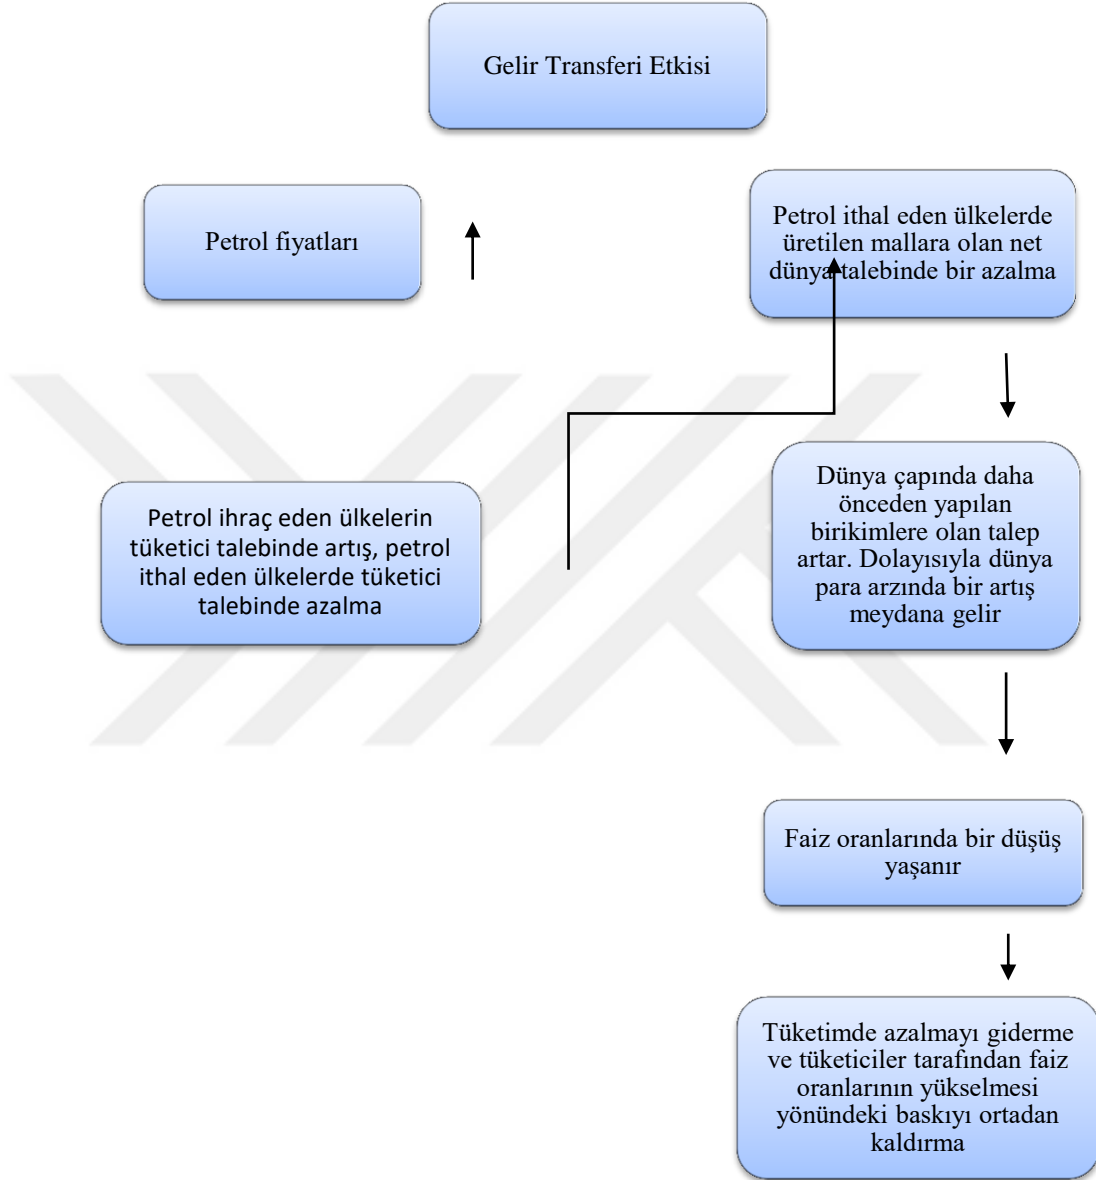 Gelir Transferi Etkisi
Petrol fiyatları
Petrol ihraç eden ülkelerin
tüketici talebinde artış, petrol
ithal eden ülkelerde tüketici
talebinde azalma
Petrol ithal eden ülkelerde
üretilen mallara olan net
dünya talebinde bir azalma
Dünya çapında daha
önceden yapılan
birikimlere olan talep
artar. Dolayısıyla dünya
para arzında bir artış
meydana gelir
Faiz oranlarında bir düşüş
yaşanır
Tüketimde azalmayı giderme
ve tüketiciler tarafından faiz
oranlarının yükselmesi
yönündeki baskıyı ortadan
kaldırma